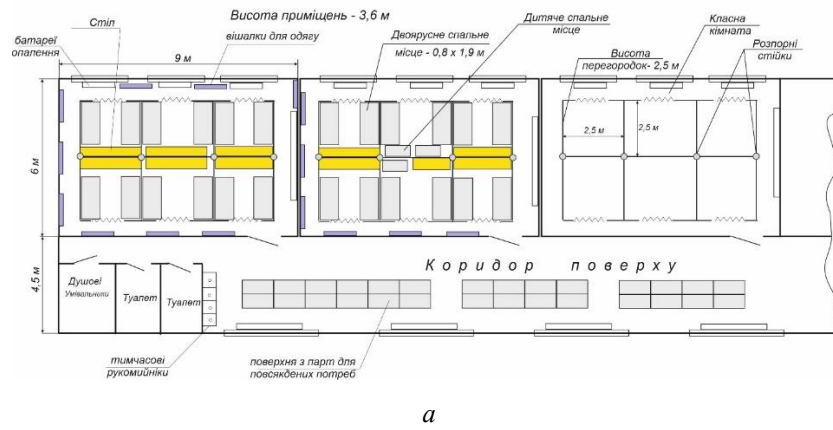 Висота приміщень - 3,6 м
Стіл
батареї
опалення
вішалки для одягу
9 м
Двоярусне спальне
місце - 0,8 х 1,9 м
Дитяче спальне
місце
Класна
кімната
Висота
перегородок- 2,5 м
Розпорні
стійки
2,5 м
2,5 м
6 м
4,5 м
Коридор поверху
Душові
Умивальники
Туалет
Туалет
тимчасові
рукомийники
поверхня з парт для
повсякдених потреб
а